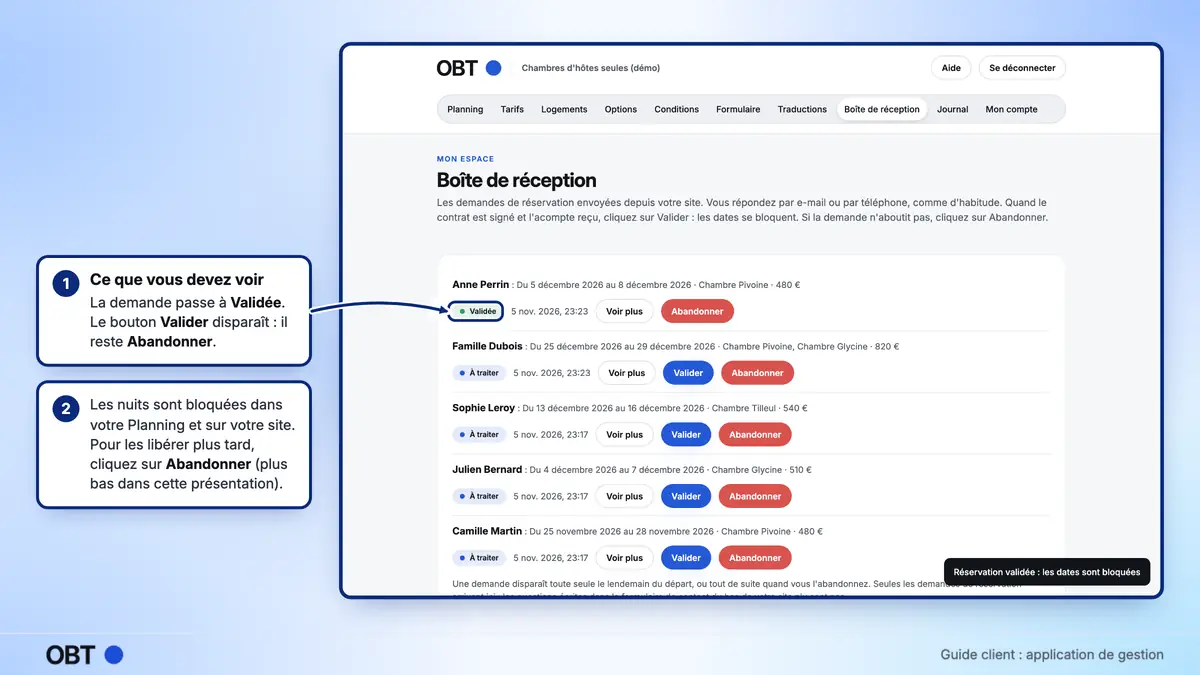 OBT
Chambres d'hôtes seules (démo)
Aide
Se déconnecter
Planning
Tarifs
Logements
Options
Conditions
Formulaire
Traductions
Boîte de réception
Journal
Mon compte
MON ESPACE
Boîte de réception
Les demandes de réservation envoyées depuis votre site. Vous répondez par e-mail ou par téléphone, comme d'habitude. Quand le
contrat est signé et l'acompte reçu, cliquez sur Valider : les dates se bloquent. Si la demande n'aboutit pas, cliquez sur Abandonner.
1
Ce que vous devez voir
La demande passe à Validée.
Le bouton Valider disparaît : il
reste Abandonner.
2
Les nuits sont bloquées dans
votre Planning et sur votre site.
Pour les libérer plus tard,
cliquez sur Abandonner (plus
bas dans cette présentation).
Anne Perrin : Du 5 décembre 2026 au 8 décembre 2026 · Chambre Pivoine · 480 €
Validée 5 nov. 2026, 23:23 Voir plus Abandonner
Famille Dubois : Du 25 décembre 2026 au 29 décembre 2026 · Chambre Pivoine, Chambre Glycine · 820 €
À traiter 5 nov. 2026, 23:23 Voir plus Valider Abandonner
Sophie Leroy : Du 13 décembre 2026 au 16 décembre 2026 · Chambre Tilleul · 540 €
À traiter 5 nov. 2026, 23:17 Voir plus Valider Abandonner
Julien Bernard : Du 4 décembre 2026 au 7 décembre 2026 · Chambre Glycine · 510 €
À traiter 5 nov. 2026, 23:17 Voir plus Valider Abandonner
Camille Martin : Du 25 novembre 2026 au 28 novembre 2026 · Chambre Pivoine · 480 €
À traiter 5 nov. 2026, 23:17 Voir plus Valider Abandonner
Une demande disparaît toute seule le lendemain du départ, ou tout de suite quand vous l'abandonnez. Seules les
Réservation validée : les dates sont bloquées
OBT
Guide client : application de gestion